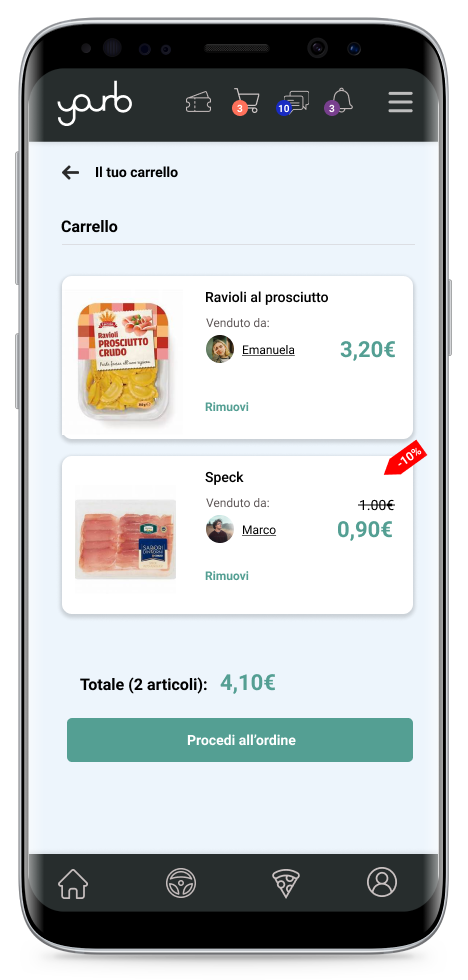 yourb
3
10
3
Il tuo carrello
Carrello
Ravioli al prosciutto
Venduto da:
Emanuela
3,20€
Rimuovi
Ravioli
PROSCIUTTO
CRUDO
-10%
Speck
Venduto da:
1.00€
Marco
0,90€
Rimuovi
Totale (2 articoli): 4,10€
Procedi all'ordine